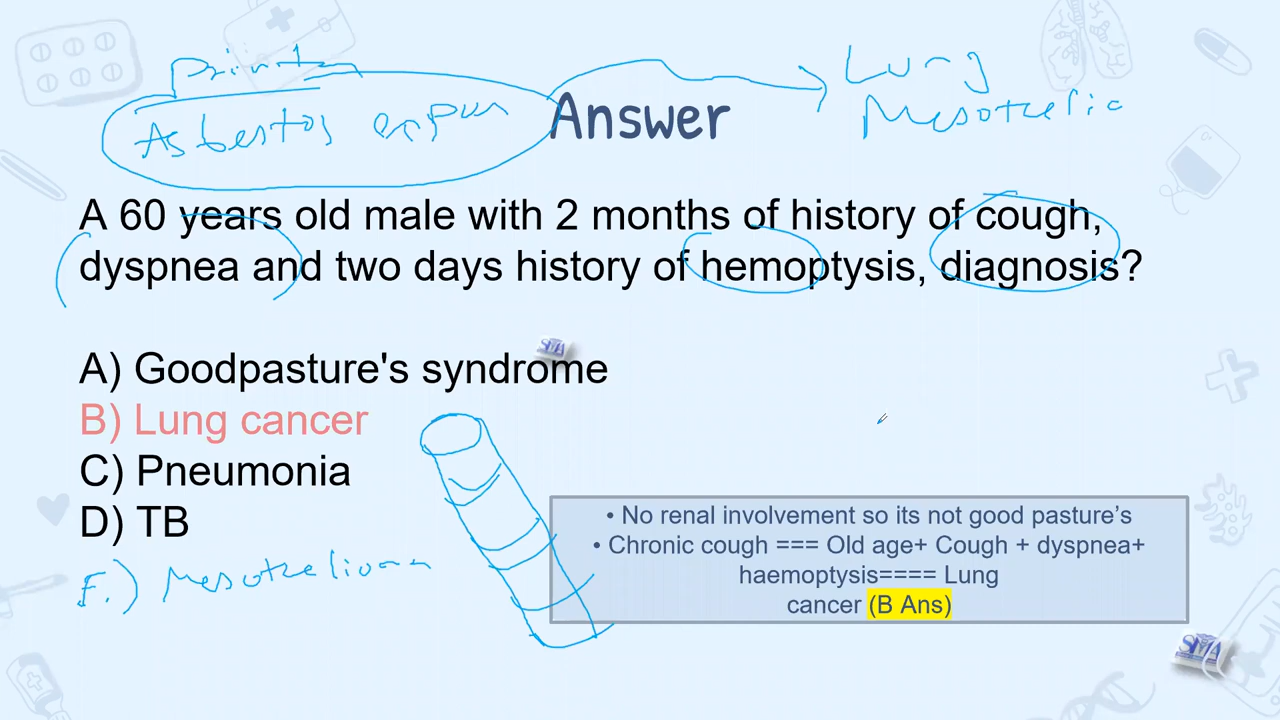 Lung
Asbestos
Answer
A 60 years old male with 2 months of history of cough,
dyspnea and two days history of hemoptysis, diagnosis?
A) Goodpasture's syndrome
B) Lung cancer
C) Pneumonia
D) TB
• No renal involvement so its not good pasture’s
• Chronic cough === Old age+ Cough + dyspnea+
haemoptysis==== Lung
cancer (B Ans)